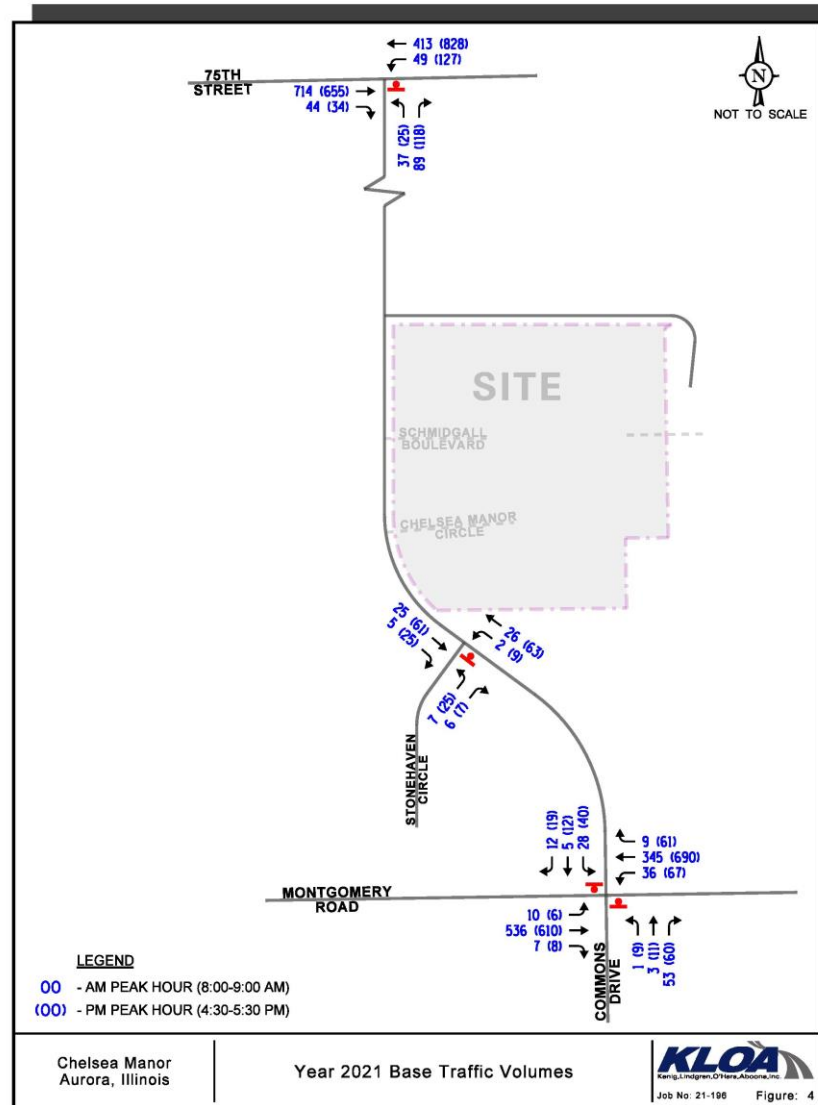 413 (828)
49 (127)
75TH
STREET
714 (655)
44 (34)
37 (25)
89 (118)
N
NOT TO SCALE
SITE
SCHMIDGALL
BOULEVARD
CHELSEA MANOR
CIRCLE
25 (61)
5 (25)
26 (63)
2 (9)
7 (25)
6 (7)
STONEHAVEN
CIRCLE
12 (19)
5 (12)
28 (40)
9 (61)
345 (690)
36 (67)
MONTGOMERY
ROAD
10 (6)
536 (610)
7 (8)
1 (9)
3 (11)
53 (60)
COMMONS
DRIVE
LEGEND
00 - AM PEAK HOUR (8:00-9:00 AM)
(00) - PM PEAK HOUR (4:30-5:30 PM)
Chelsea Manor
Aurora, Illinois
Year 2021 Base Traffic Volumes
KLOA
Kenig,Lindgren,O'Hara,Aboona,Inc.
Job No: 21-196 Figure: 4